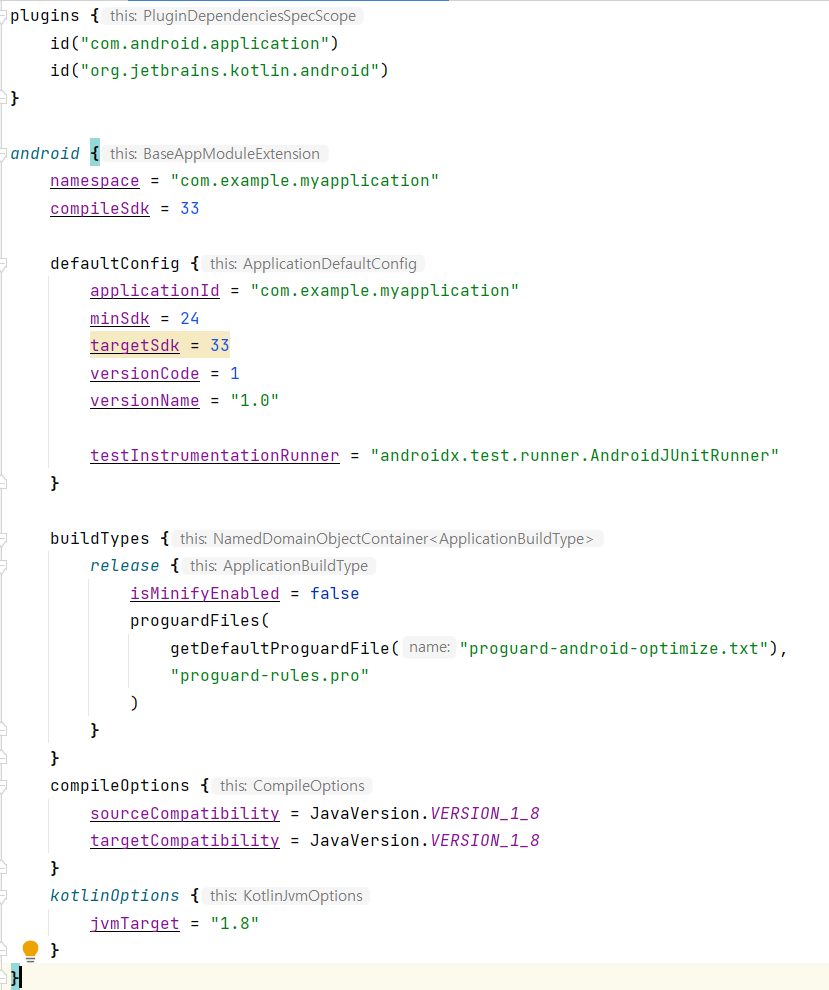 plugins { this: PluginDependenciesSpecScope
    id("com.android.application")
    id("org.jetbrains.kotlin.android")
}

android { this: BaseAppModuleExtension
    namespace = "com.example.myapplication"
    compileSdk = 33

    defaultConfig { this: ApplicationDefaultConfig
        applicationId = "com.example.myapplication"
        minSdk = 24
        targetSdk = 33
        versionCode = 1
        versionName = "1.0"

        testInstrumentationRunner = "androidx.test.runner.AndroidJUnitRunner"
    }

    buildTypes { this: NamedDomainObjectContainer<ApplicationBuildType>
        release { this: ApplicationBuildType
            isMinifyEnabled = false
            proguardFiles(
                getDefaultProguardFile( name: "proguard-android-optimize.txt"),
                "proguard-rules.pro"
            )
        }
    }
    compileOptions { this: CompileOptions
        sourceCompatibility = JavaVersion.VERSION_1_8
        targetCompatibility = JavaVersion.VERSION_1_8
    }
    kotlinOptions { this: KotlinJvmOptions
        jvmTarget = "1.8"
    }
}